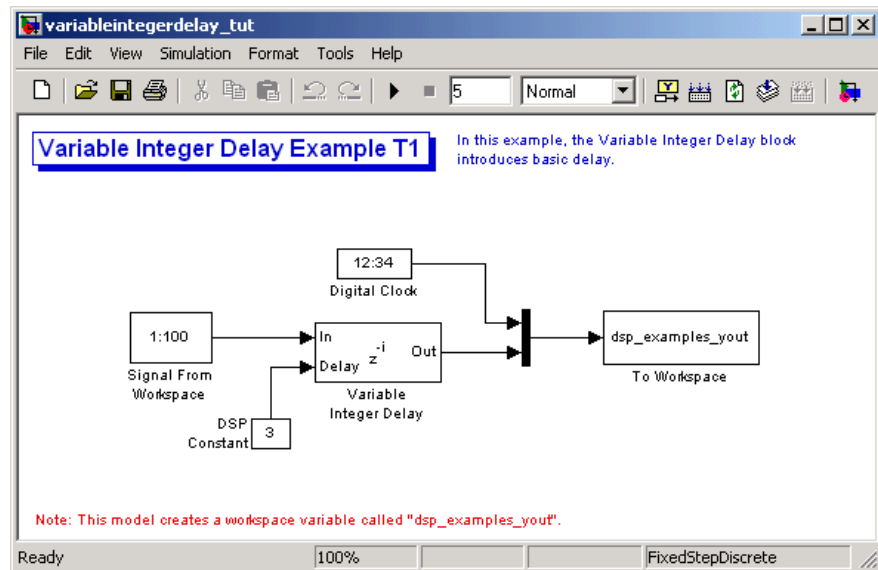 variableintegerdelay_tut
File Edit View Simulation Format Tools Help
5 Normal
Variable Integer Delay Example T1
In this example, the Variable Integer Delay block
introduces basic delay.
12:34
Digital Clock
1:100
Signal From
Workspace
In
Delay
z
-i
Out
Variable
Integer Delay
DSP
Constant
3
dsp_examples_yout
To Workspace
Note: This model creates a workspace variable called "dsp_examples_yout".
Ready 100% FixedStepDiscrete